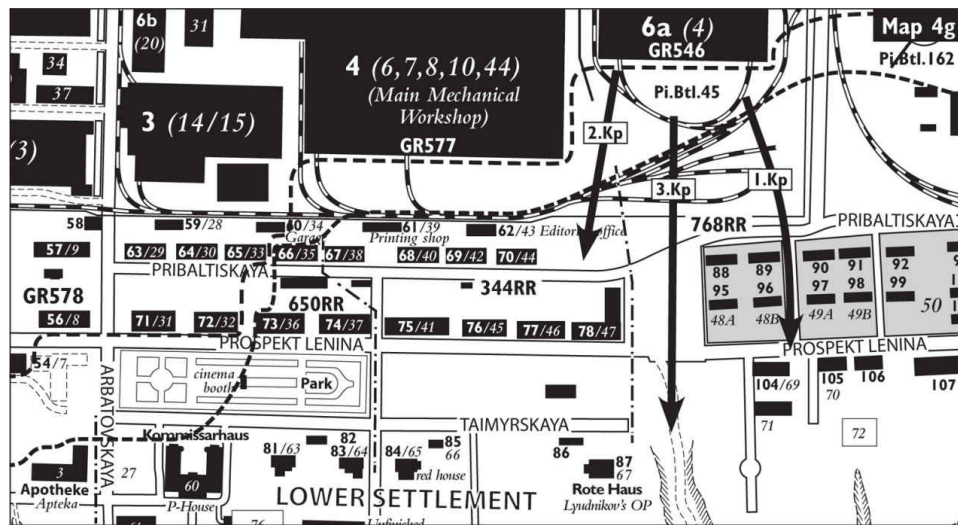 6b
(20)
31
34
37
/3)
3 (14/15)
4 (6,7,8,10,44)
(Main Mechanical
Workshop)
GR577
6a (4)
GR546
Pi.Btl.45
Map 4g
Pi.Btl.162
2.Kp
3.Kp
1.Kp
58
59/28
60/34
Garage
61/39
Printing shop
62/43 Editor's office
768RR
PRIBALTISKAYA
57/9
63/29
64/30
65/33
66/35
67/38
68/40
69/42
70/44
PRIBALTISKAYA
GR578
650RR
344RR
88
89
90
91
92
95
96
97
98
99
48A
48B
49A
49B
50
56/8
71/31
72/32
73/36
74/37
75/41
76/45
77/46
78/47
PROSPEKT LENINA
PROSPEKT LENINA
54/7
ARBATOVSKAYA
cinema
booth
Park
104/69
105
70
106
107
71
72
TAIMYRSKAYA
Kommissarhaus
60
P-House
3
Apotheke
Apteka
27
81/63
82
83/64
84/65
red house
85
66
86
87
67
Rote Haus
Lyudnikov's OP
LOWER SETTLEMENT
61
76
Unfinished